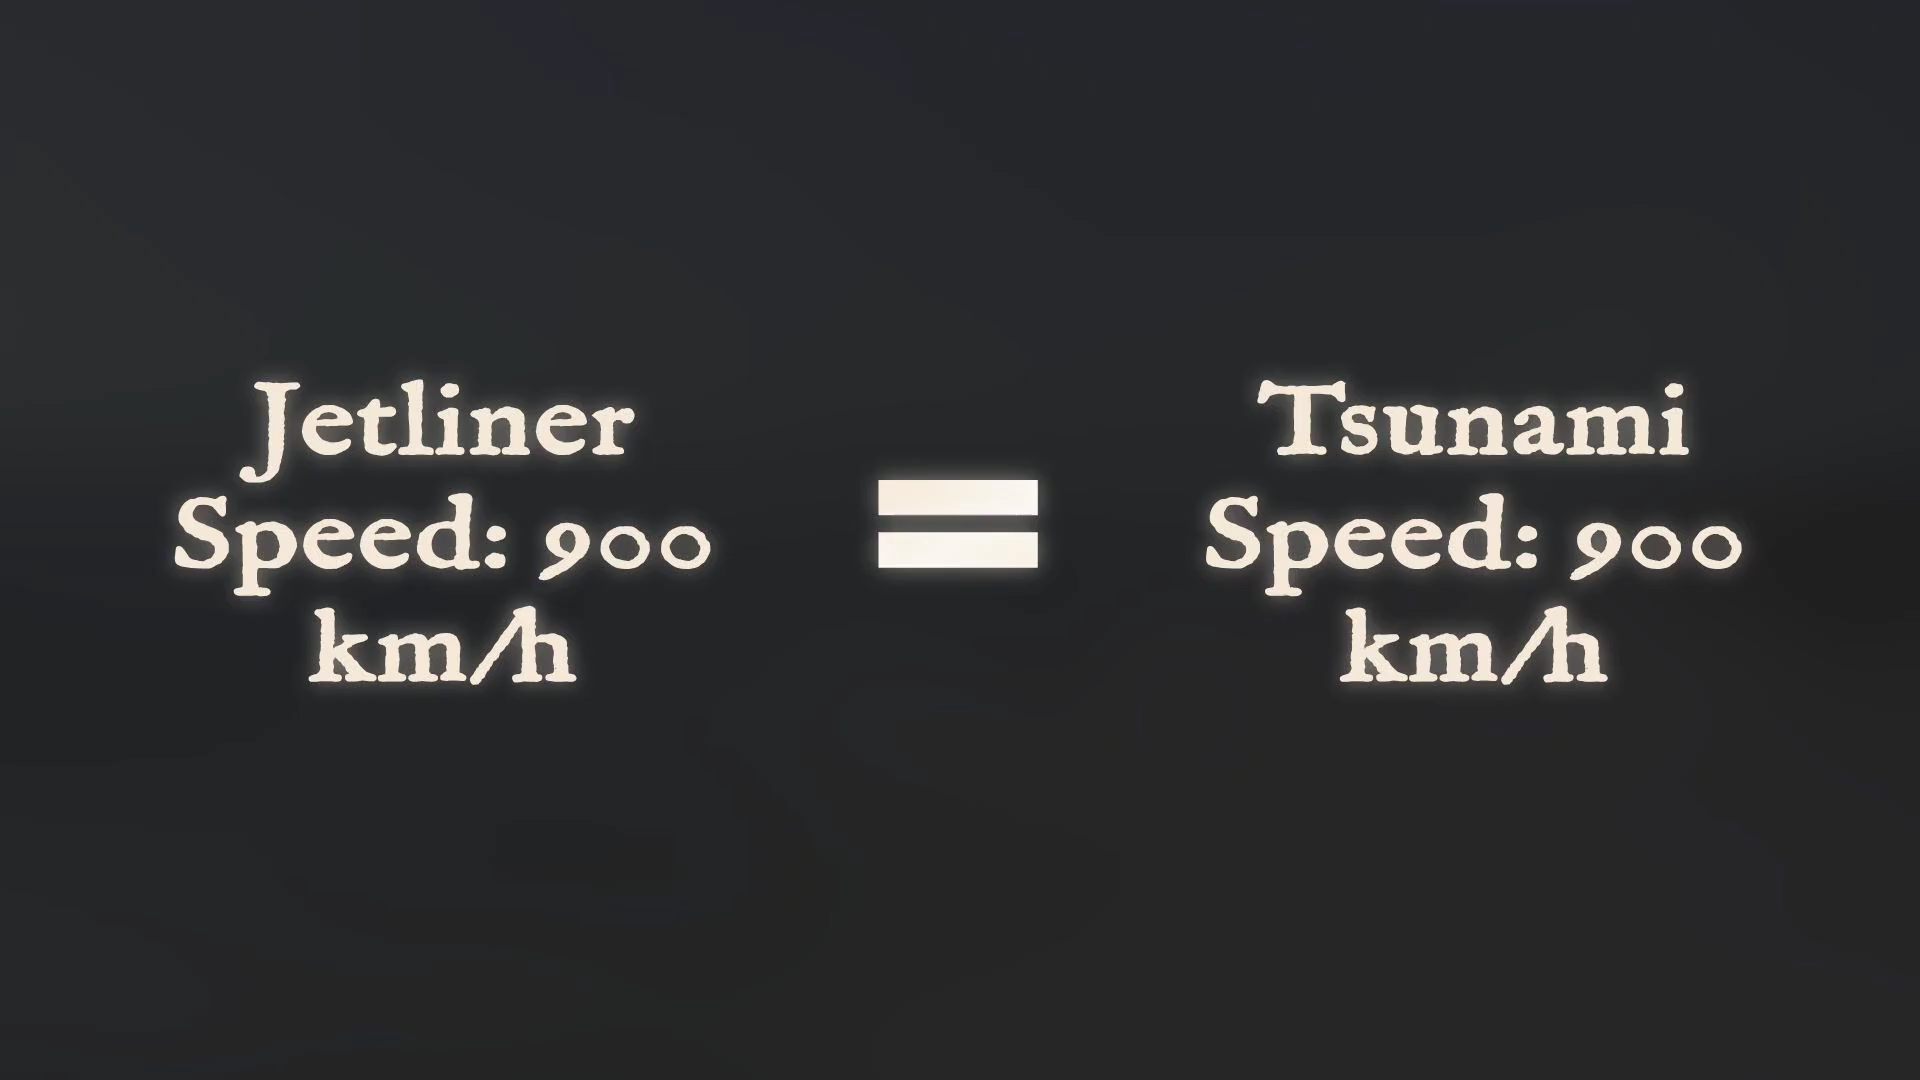 Jetliner
Speed: 900
km/h
=
Tsunami
Speed: 900
km/h